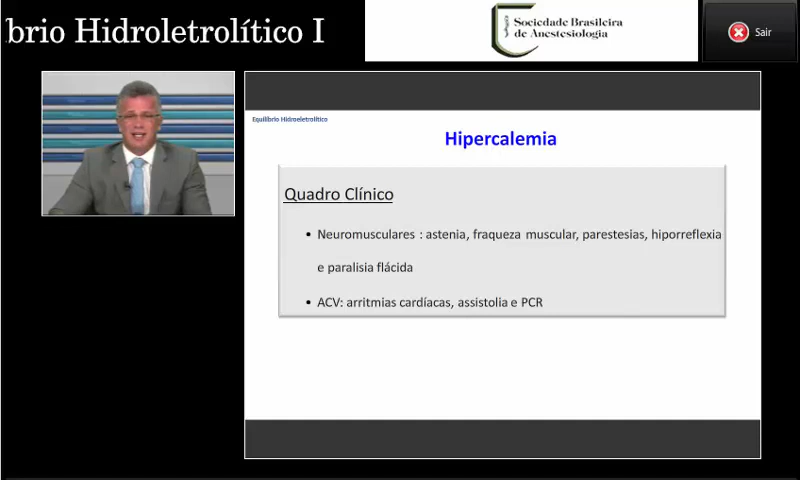 brio Hidroletrolítico I
Sociedade Brasileira
de Anestesiologia
Sair
Equilíbrio Hidroeletrolítico
Hipercalemia
Quadro Clínico
• Neuromusculares : astenia, fraqueza muscular, parestesias, hiporreflexia
e paralisia flácida
• ACV: arritmias cardíacas, assistolia e PCR